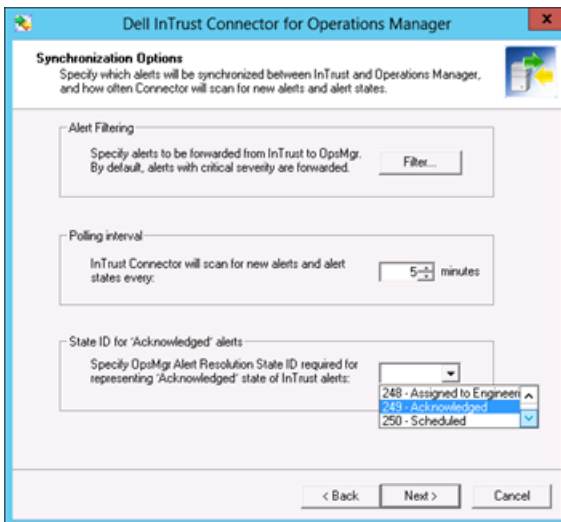 Dell InTrust Connector for Operations Manager
x
Synchronization Options
Specify which alerts will be synchronized between InTrust and Operations Manager,
and how often Connector will scan for new alerts and alert states.
Alert Filtering
Specify alerts to be forwarded from InTrust to OpsMgr.
By default, alerts with critical severity are forwarded.
Filter...
Polling interval
InTrust Connector will scan for new alerts and alert
states every:
5 minutes
State ID for 'Acknowledged' alerts
Specify OpsMgr Alert Resolution State ID required for
representing 'Acknowledged' state of InTrust alerts:
248 - Assigned to Engineeri
249 - Acknowledged
250 - Scheduled
< Back Next > Cancel